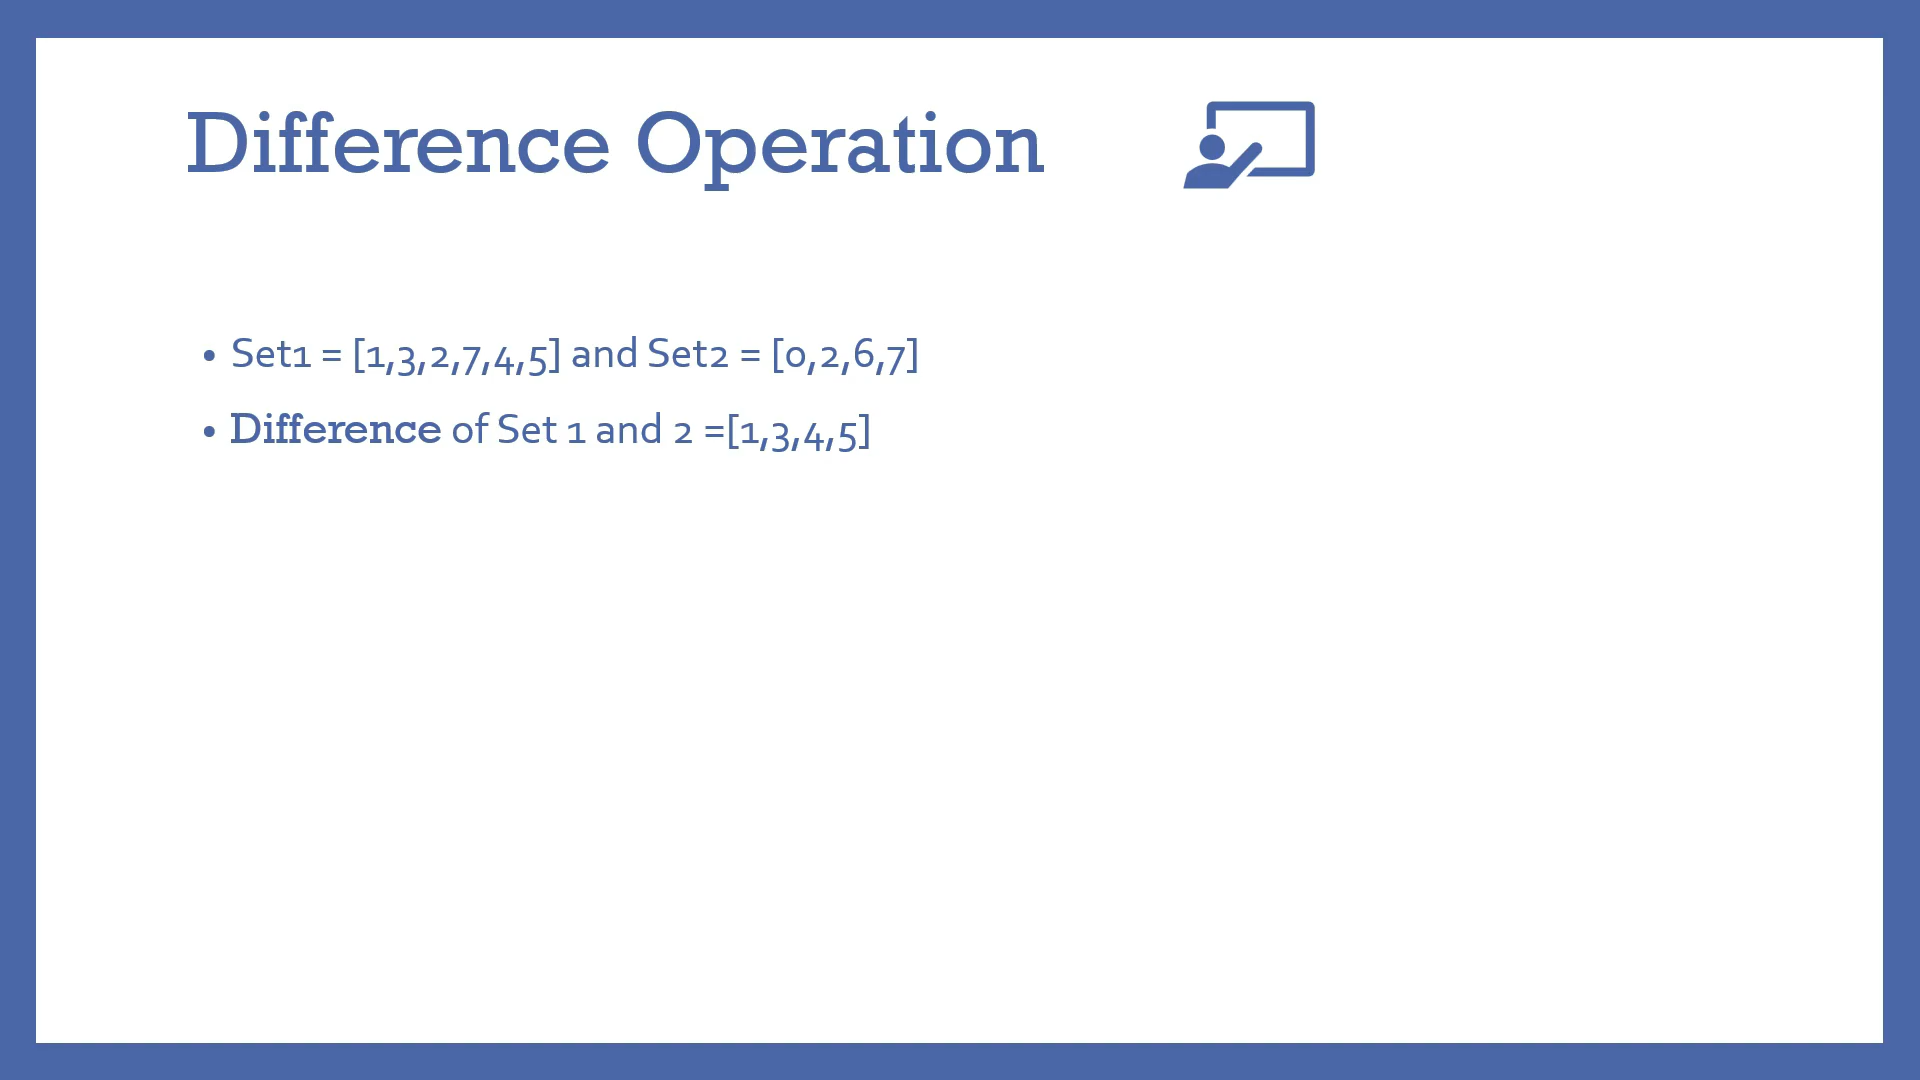 Difference Operation
• Set1 = [1,3,2,7,4,5] and Set2 = [0,2,6,7]
• Difference of Set 1 and 2 =[1,3,4,5]